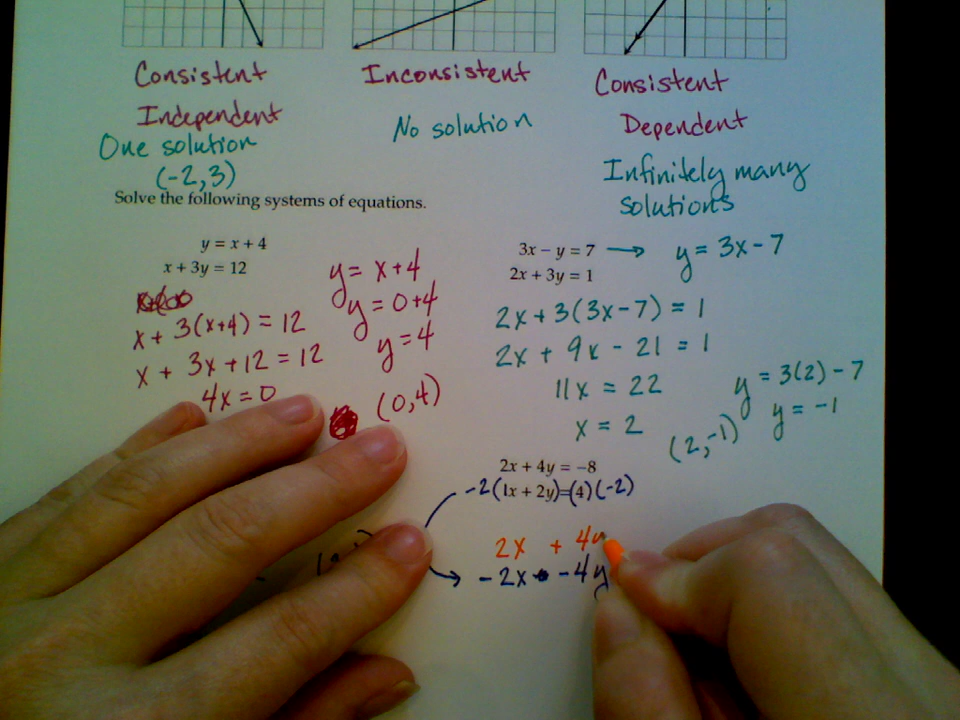 Consistent
Independent
One solution
(-2,3)
Inconsistent
No solution
Consistent
Dependent
Infinitely many
solutions
Solve the following systems of equations.
y = x + 4
x + 3y = 12
x + 3(x+4) = 12
x + 3x + 12 = 12
4x = 0
y = x+4
y = 0+4
y = 4
(0,4)
3x − y = 7 → y = 3x - 7
2x + 3y = 1
2x + 3(3x-7) = 1
2x + 9x - 21 = 1
11x = 22
x = 2
y = 3(2) - 7
y = -1
(2,-1)
2x + 4y = −8
-2(1x + 2y)=(4)(-2)
2x + 4y
-2x - 4y